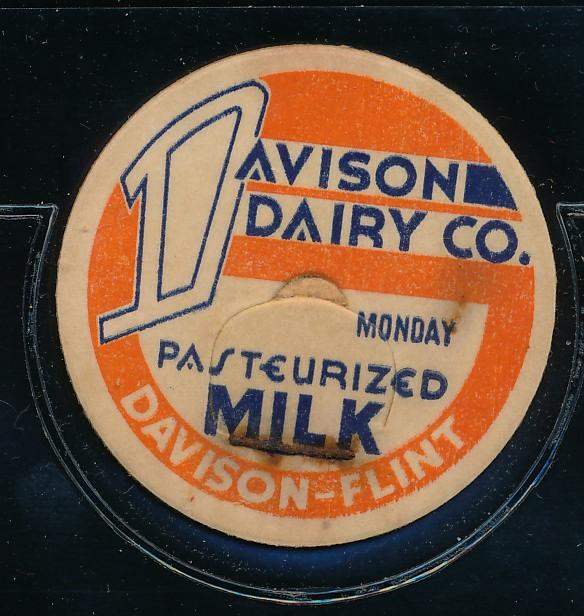 DAVISON
DAIRY CO.
MONDAY
PASTEURIZED
MILK
DAVISON-FLINT